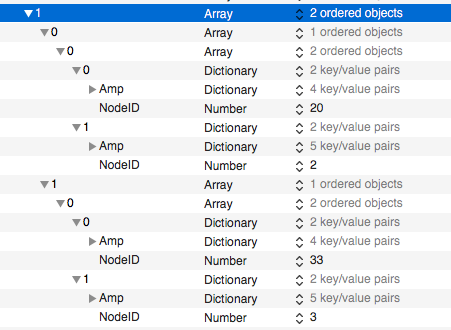 1 Array 2 ordered objects
0 Array 1 ordered objects
0 Array 2 ordered objects
0 Dictionary 2 key/value pairs
Amp Dictionary 4 key/value pairs
NodeID Number 20
1 Dictionary 2 key/value pairs
Amp Dictionary 5 key/value pairs
NodeID Number 2
1 Array 1 ordered objects
0 Array 2 ordered objects
0 Dictionary 2 key/value pairs
Amp Dictionary 4 key/value pairs
NodeID Number 33
1 Dictionary 2 key/value pairs
Amp Dictionary 5 key/value pairs
NodeID Number 3